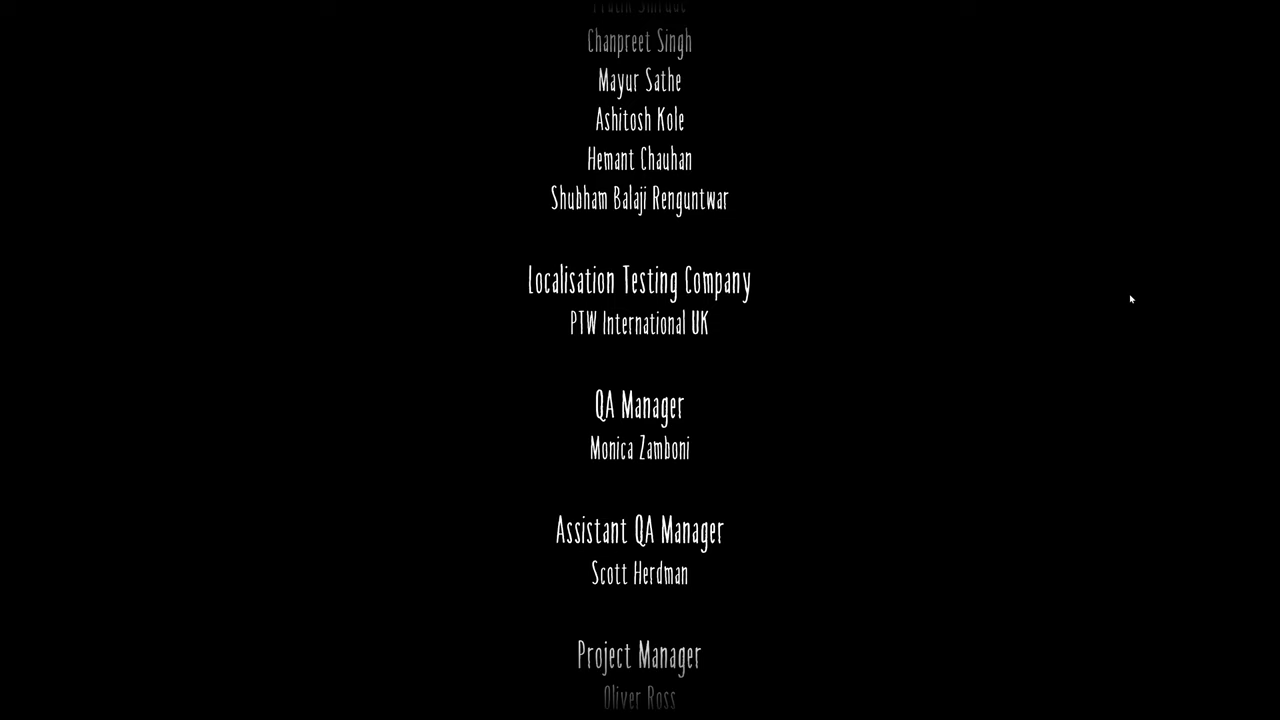 Chanpreet Singh
Mayur Sathe
Ashitosh Kole
Hemant Chauhan
Shubham Balaji Renguntwar
Localisation Testing Company
PTW International UK
QA Manager
Monica Zamboni
Assistant QA Manager
Scott Herdman
Project Manager
Oliver Ross